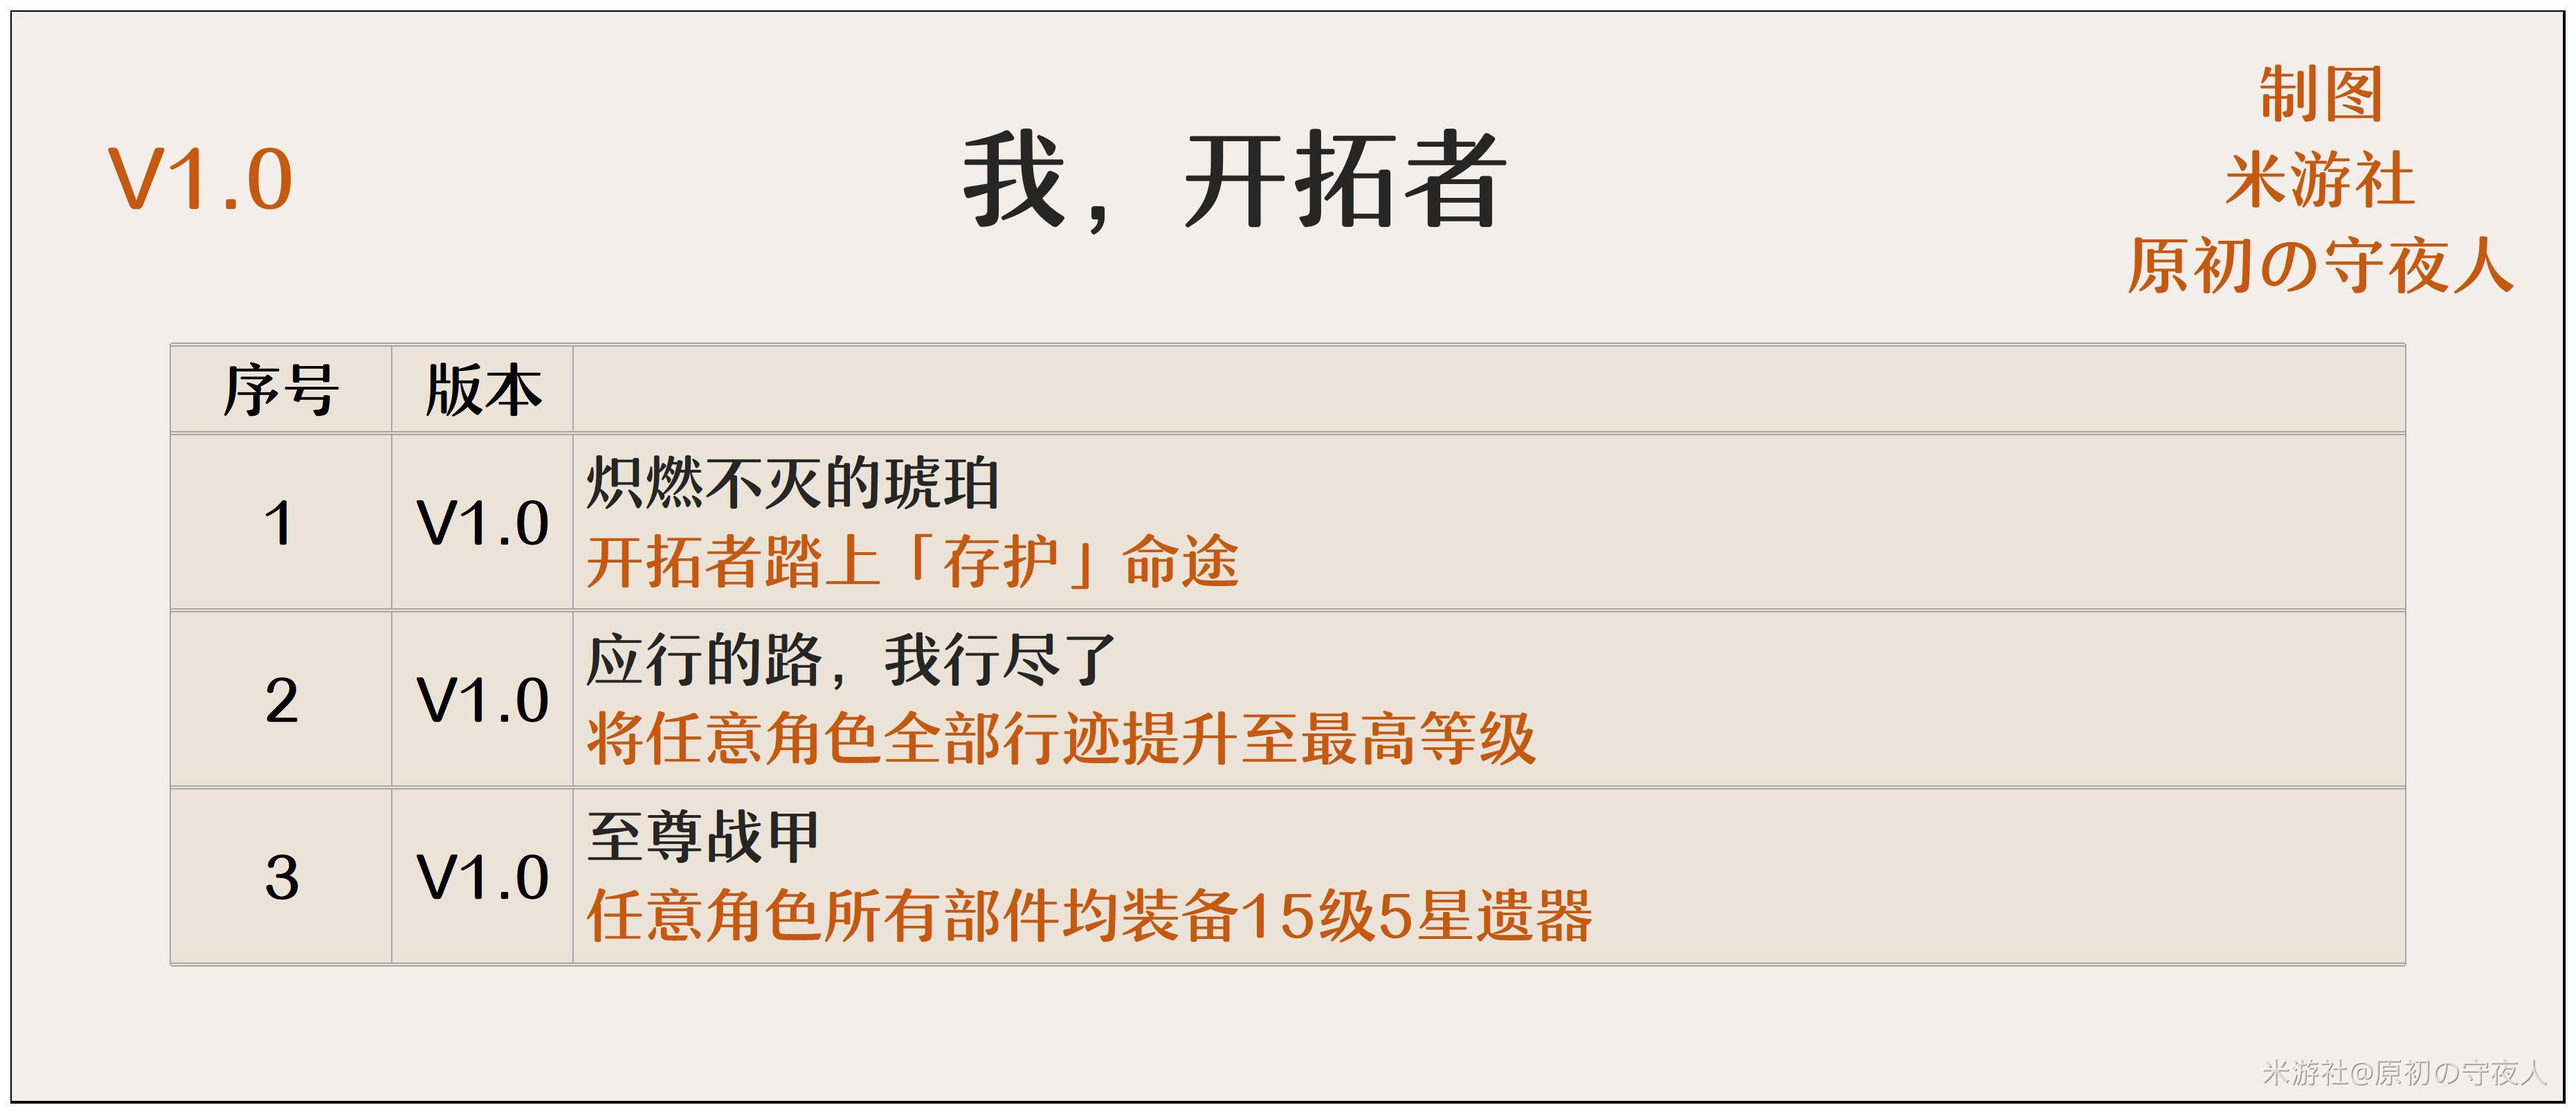 V1.0
我，开拓者
制图
米游社
原初の守夜人
序号 版本
1 V1.0
炽燃不灭的琥珀
开拓者踏上「存护」命途
2 V1.0
应行的路，我行尽了
将任意角色全部行迹提升至最高等级
3 V1.0
至尊战甲
任意角色所有部件均装备15级5星遗器
米游社@原初の守夜人